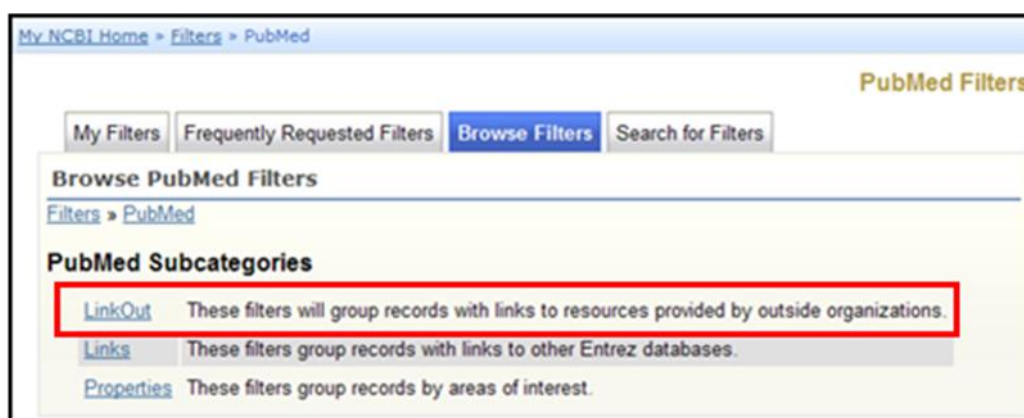 My NCBI Home » Filters » PubMed
PubMed Filters
My Filters Frequently Requested Filters Browse Filters Search for Filters
Browse PubMed Filters
Filters » PubMed
PubMed Subcategories
LinkOut These filters will group records with links to resources provided by outside organizations.
Links These filters group records with links to other Entrez databases.
Properties These filters group records by areas of interest.